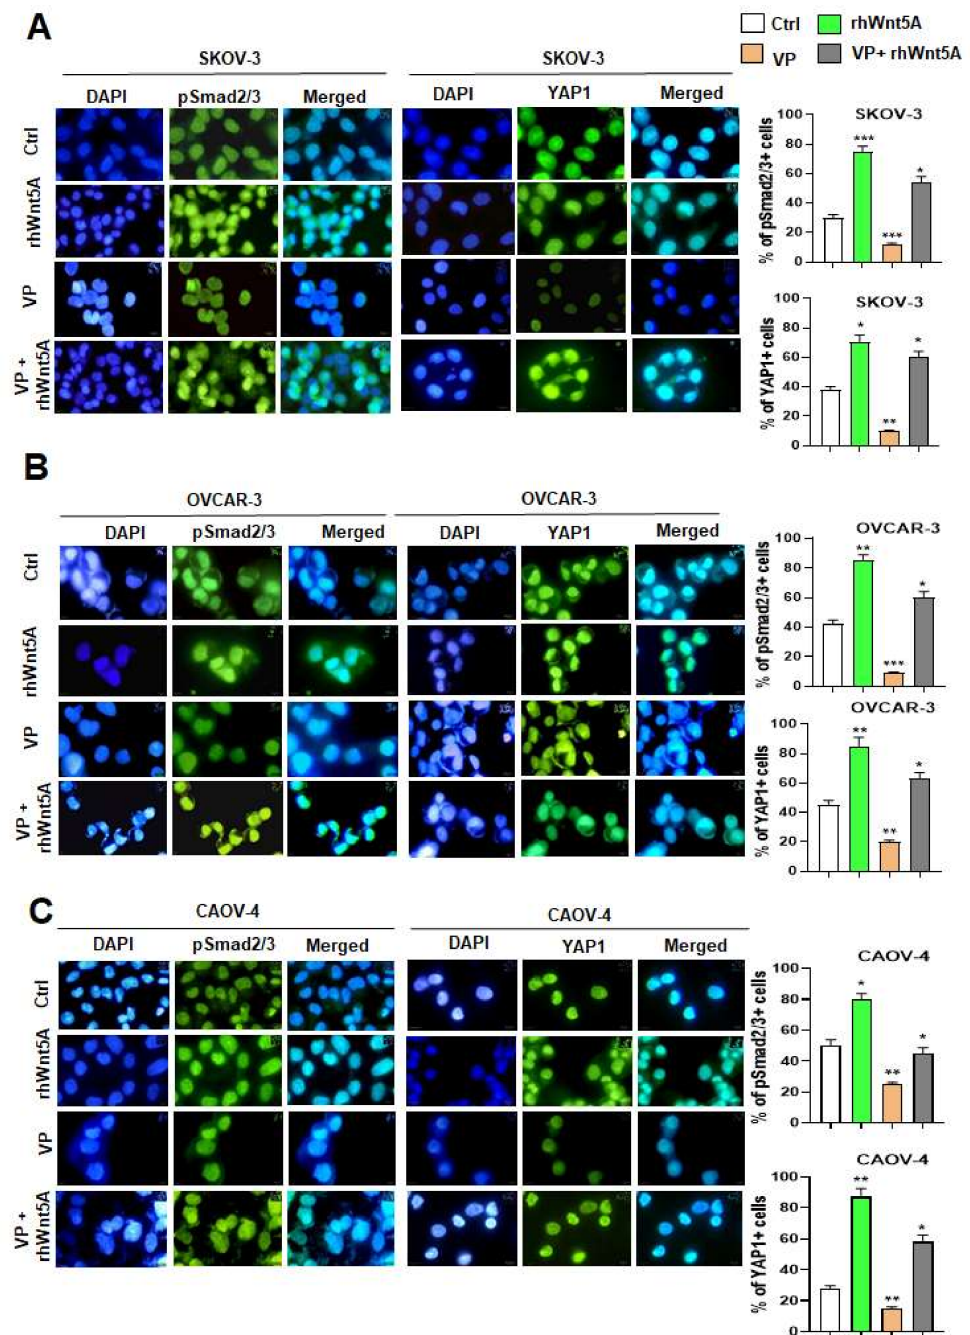 A
Ctrl
rhWnt5A
VP
VP+ rhWnt5A
SKOV-3
SKOV-3
DAPI
pSmad2/3
Merged
DAPI
YAP1
Merged
Ctrl
rhWnt5A
VP
VP +
rhWnt5A
SKOV-3
% of pSmad2/3+ cells
100
80
60
40
20
0
***
***
*
SKOV-3
% of YAP1+ cells
100
80
60
40
20
0
*
**
*
B
OVCAR-3
OVCAR-3
DAPI
pSmad2/3
Merged
DAPI
YAP1
Merged
Ctrl
rhWnt5A
VP
VP +
rhWnt5A
OVCAR-3
% of pSmad2/3+ cells
100
80
60
40
20
0
**
***
*
OVCAR-3
% of YAP1+ cells
100
80
60
40
20
0
**
**
*
C
CAOV-4
CAOV-4
DAPI
pSmad2/3
Merged
DAPI
YAP1
Merged
Ctrl
rhWnt5A
VP
VP +
rhWnt5A
CAOV-4
% of pSmad2/3+ cells
100
80
60
40
20
0
*
**
*
CAOV-4
% of YAP1+ cells
100
80
60
40
20
0
**
**
*